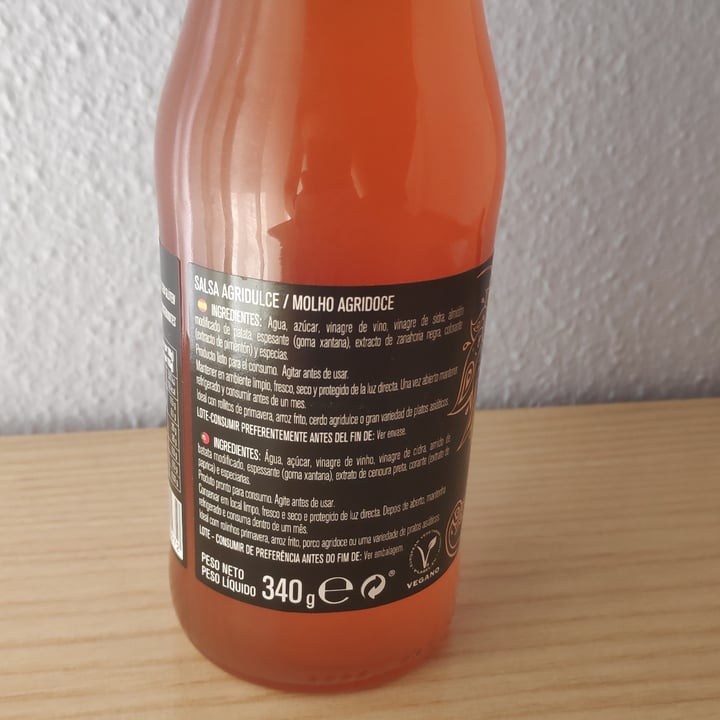 SALSA AGRIDULCE / MOLHO AGRIDOCE
INGREDIENTES: Agua, azúcar, vinagre de vino, vinagre de sidra, almidón
modificado de patata, espesante (goma xantana), extracto de zanahoria negra, colorante
(extracto de pimentón) y especias.
Producto listo para el consumo. Agitar antes de usar.
Mantener en ambiente limpio, fresco, seco y protegido de la luz directa. Una vez abierto mantener
refrigerado y consumir antes de un mes.
Ideal con rollitos de primavera, arroz frito, cerdo agridulce o gran variedad de platos asiáticos.
LOTE-CONSUMIR PREFERENTEMENTE ANTES DEL FIN DE: Ver envase.
INGREDIENTES: Água, açúcar, vinagre de vinho, vinagre de cidra, amido de
batata modificado, espessante (goma xantana), extrato de cenoura preta, corante (extrato de
paprica) e especiarias.
Produto pronto para consumo. Agite antes de usar.
Conservar em local limpo, fresco e seco e protegido de luz directa. Depois de aberto, mantenha
refrigerado e consuma dentro de um mês.
Ideal com rolinhos primavera, arroz frito, porco agridoce ou uma variedade de pratos asiáticos.
LOTE - CONSUMIR DE PREFERÊNCIA ANTES DO FIM DE: Ver embalagem.
PESO NETO
PESO LÍQUIDO 340 g e
VEGANO